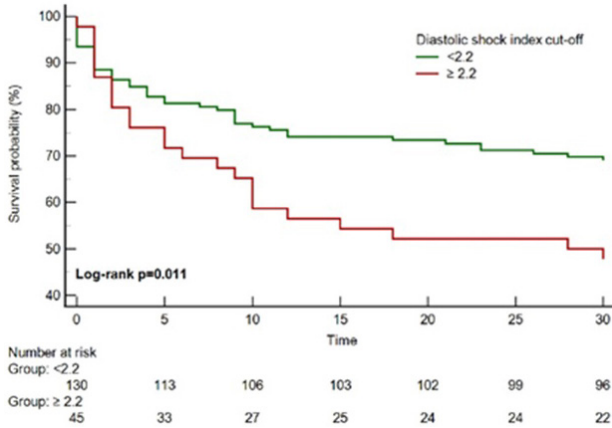 Diastolic shock index cut-off
<2.2
≥ 2.2
100
90
80
70
60
50
40
Survival probability (%)
Log-rank p=0.011
0 5 10 15 20 25 30
Time
Number at risk
Group: <2.2
130 113 106 103 102 99 96
Group: ≥ 2.2
45 33 27 25 24 24 22